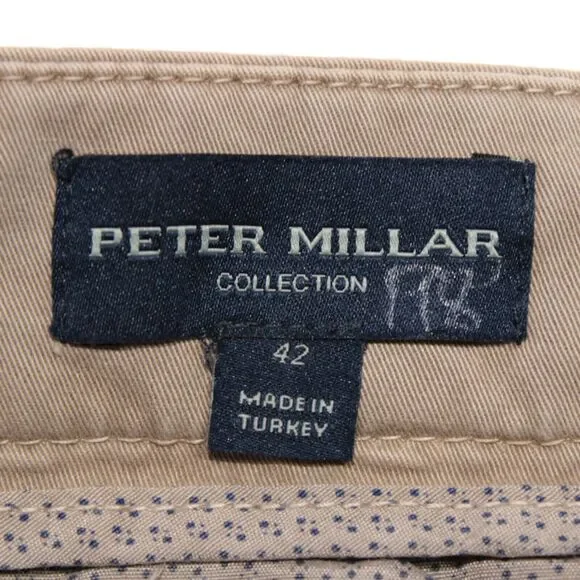 PETER MILLAR
COLLECTION
42
MADE IN
TURKEY